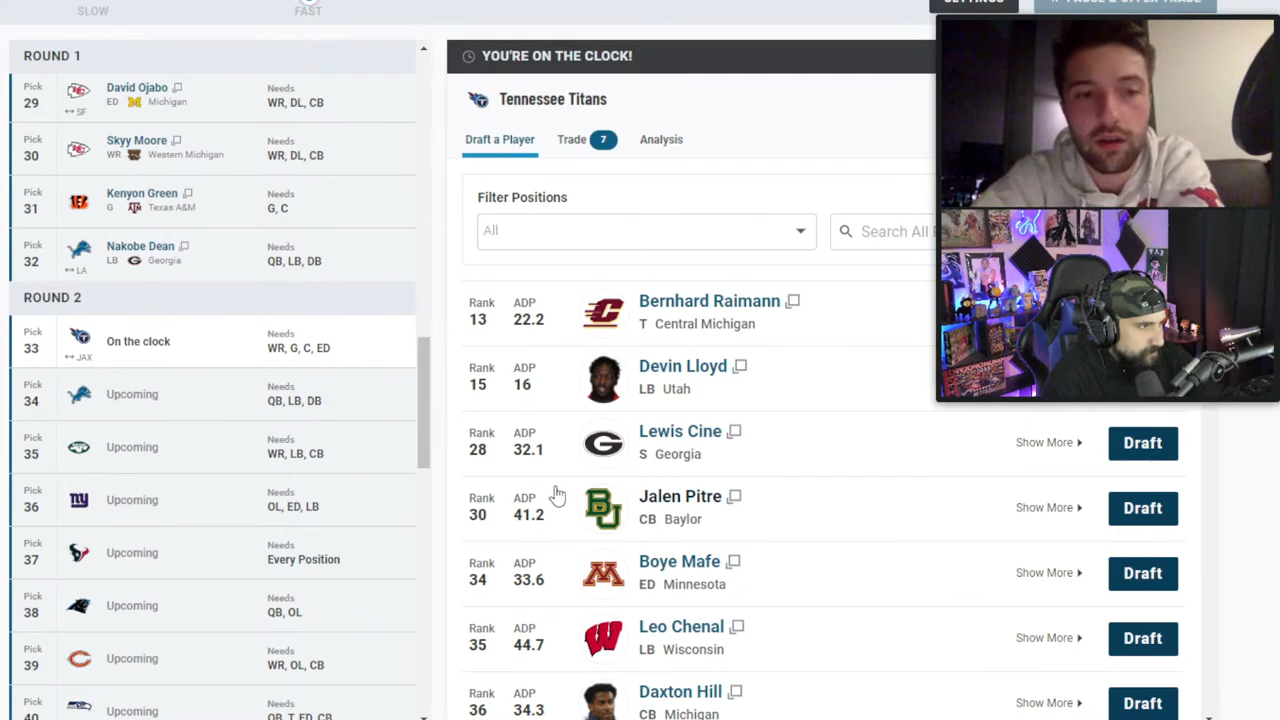 SLOW
FAST
SETTINGS
PAUSE & OFFER TRADE
ROUND 1
Pick 29
David Ojabo
ED Michigan
SF
Needs
WR, DL, CB
Pick 30
Skyy Moore
WR Western Michigan
Needs
WR, DL, CB
Pick 31
Kenyon Green
G Texas A&M
Needs
G, C
Pick 32
Nakobe Dean
LB Georgia
LA
Needs
QB, LB, DB
ROUND 2
Pick 33
On the clock
JAX
Needs
WR, G, C, ED
Pick 34
Upcoming
Needs
QB, LB, DB
Pick 35
Upcoming
Needs
WR, LB, CB
Pick 36
Upcoming
Needs
OL, ED, LB
Pick 37
Upcoming
Needs
Every Position
Pick 38
Upcoming
Needs
QB, OL
Pick 39
Upcoming
Needs
WR, OL, CB
Pick 40
Upcoming
Needs
QB, T, ED, CB
YOU'RE ON THE CLOCK!
Tennessee Titans
Draft a Player
Trade 7
Analysis
Filter Positions
All
Search All
Rank 13
ADP 22.2
Bernhard Raimann
T Central Michigan
Rank 15
ADP 16
Devin Lloyd
LB Utah
Rank 28
ADP 32.1
Lewis Cine
S Georgia
Show More
Draft
Rank 30
ADP 41.2
Jalen Pitre
CB Baylor
Show More
Draft
Rank 34
ADP 33.6
Boye Mafe
ED Minnesota
Show More
Draft
Rank 35
ADP 44.7
Leo Chenal
LB Wisconsin
Show More
Draft
Rank 36
ADP 34.3
Daxton Hill
CB Michigan
Show More
Draft